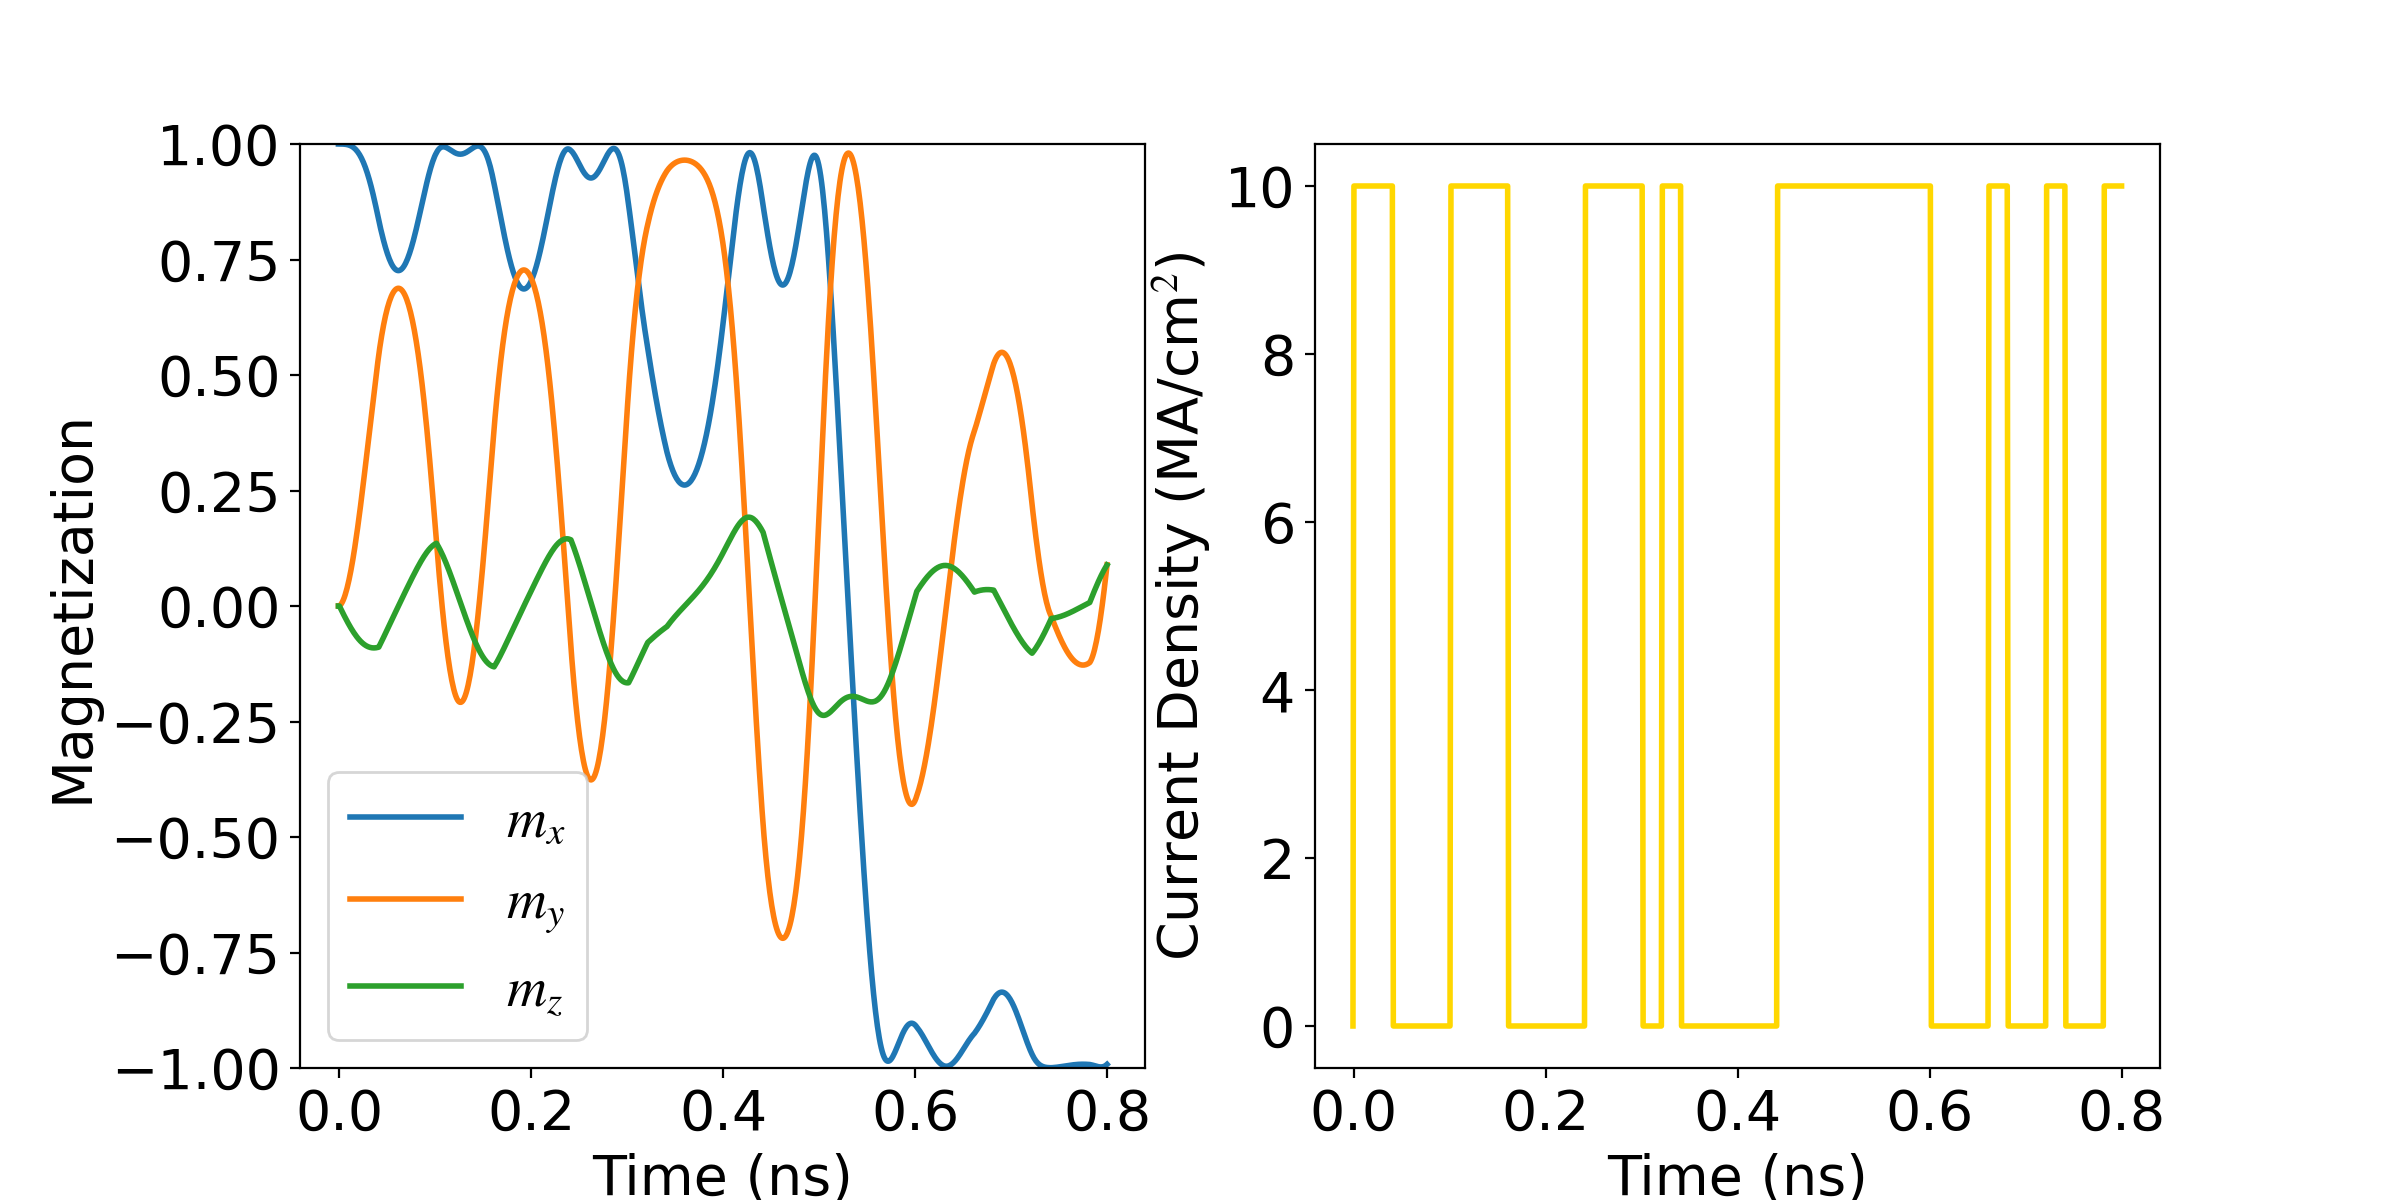 1.00
0.75
0.50
0.25
0.00
−0.25
−0.50
−0.75
−1.00
Magnetization
m_x
m_y
m_z
0.0 0.2 0.4 0.6 0.8
Time (ns)
10
8
6
4
2
0
Current Density (MA/cm²)
0.0 0.2 0.4 0.6 0.8
Time (ns)